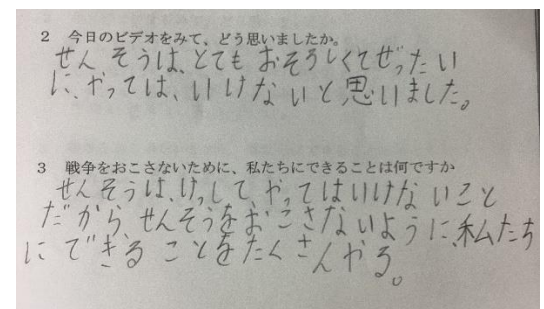 2 今日のビデオをみて、どう思いましたか。
せんそうは、とても おそろしくてぜったい
に、やっては、いけないと思いました。
3 戦争をおこさないために、私たちにできることは何ですか
せんそうは、けっして、やってはいけないこと
だから、せんそうをおこさないように、私たち
にできることをたくさんやる。